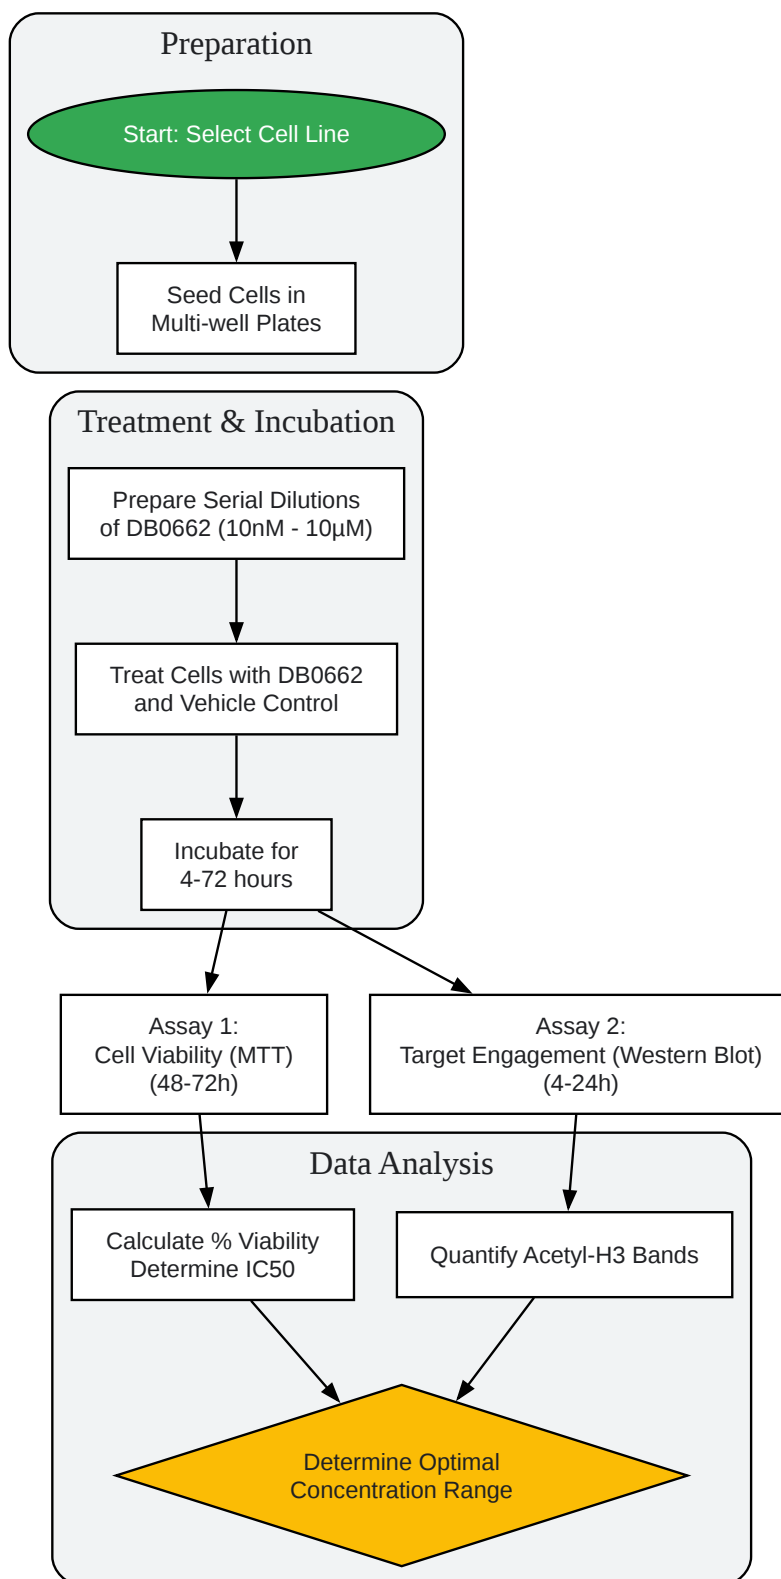 Preparation
Start: Select Cell Line
Seed Cells in
Multi-well Plates
Treatment & Incubation
Prepare Serial Dilutions
of DB0662 (10nM - 10µM)
Treat Cells with DB0662
and Vehicle Control
Incubate for
4-72 hours
Assay 1:
Cell Viability (MTT)
(48-72h)
Assay 2:
Target Engagement (Western Blot)
(4-24h)
Data Analysis
Calculate % Viability
Determine IC50
Quantify Acetyl-H3 Bands
Determine Optimal
Concentration Range